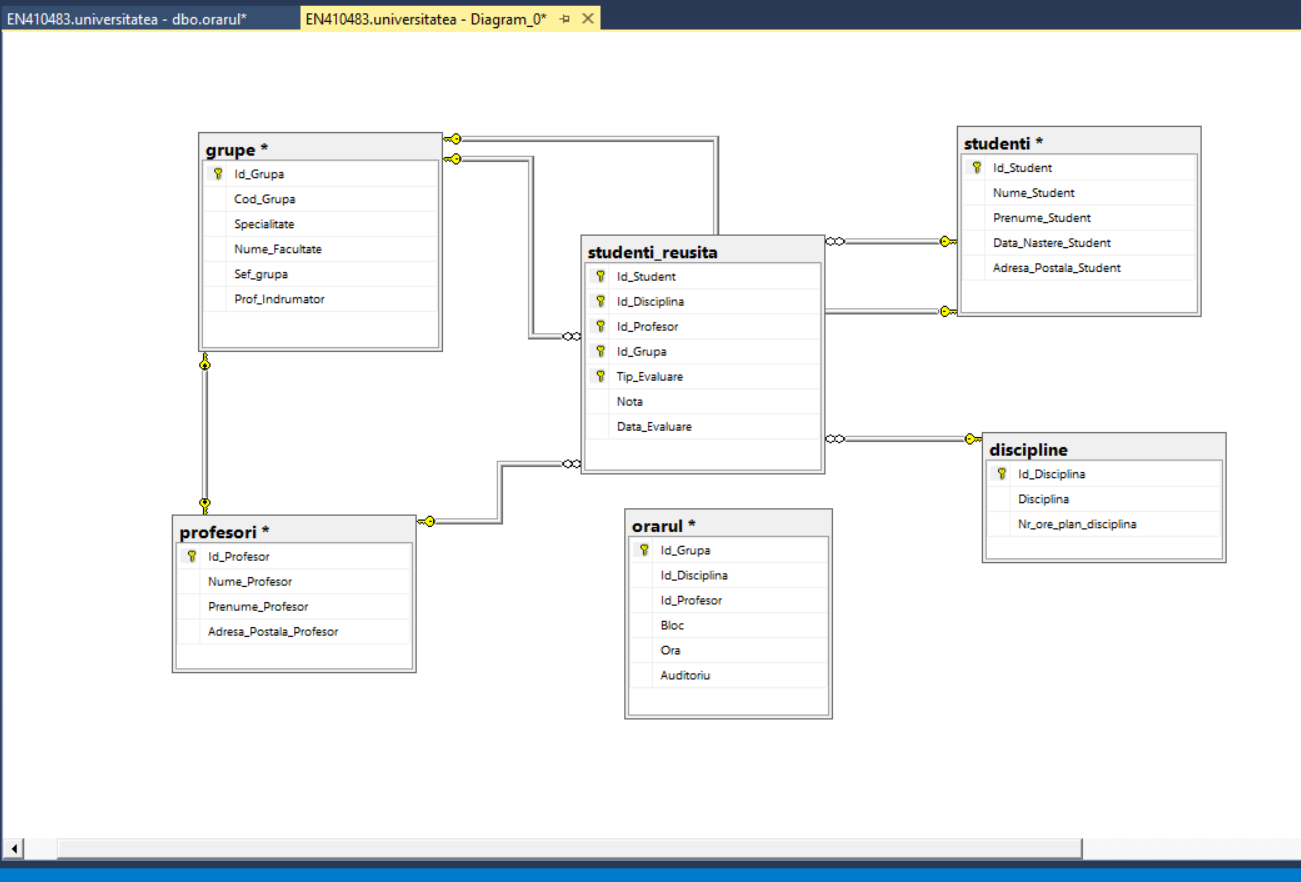 EN410483.universitatea - dbo.orarul*
EN410483.universitatea - Diagram_0*
grupe *
Id_Grupa
Cod_Grupa
Specialitate
Nume_Facultate
Sef_grupa
Prof_Indrumator
studenti *
Id_Student
Nume_Student
Prenume_Student
Data_Nastere_Student
Adresa_Postala_Student
studenti_reusita
Id_Student
Id_Disciplina
Id_Profesor
Id_Grupa
Tip_Evaluare
Nota
Data_Evaluare
discipline
Id_Disciplina
Disciplina
Nr_ore_plan_disciplina
profesori *
Id_Profesor
Nume_Profesor
Prenume_Profesor
Adresa_Postala_Profesor
orarul *
Id_Grupa
Id_Disciplina
Id_Profesor
Bloc
Ora
Auditoriu